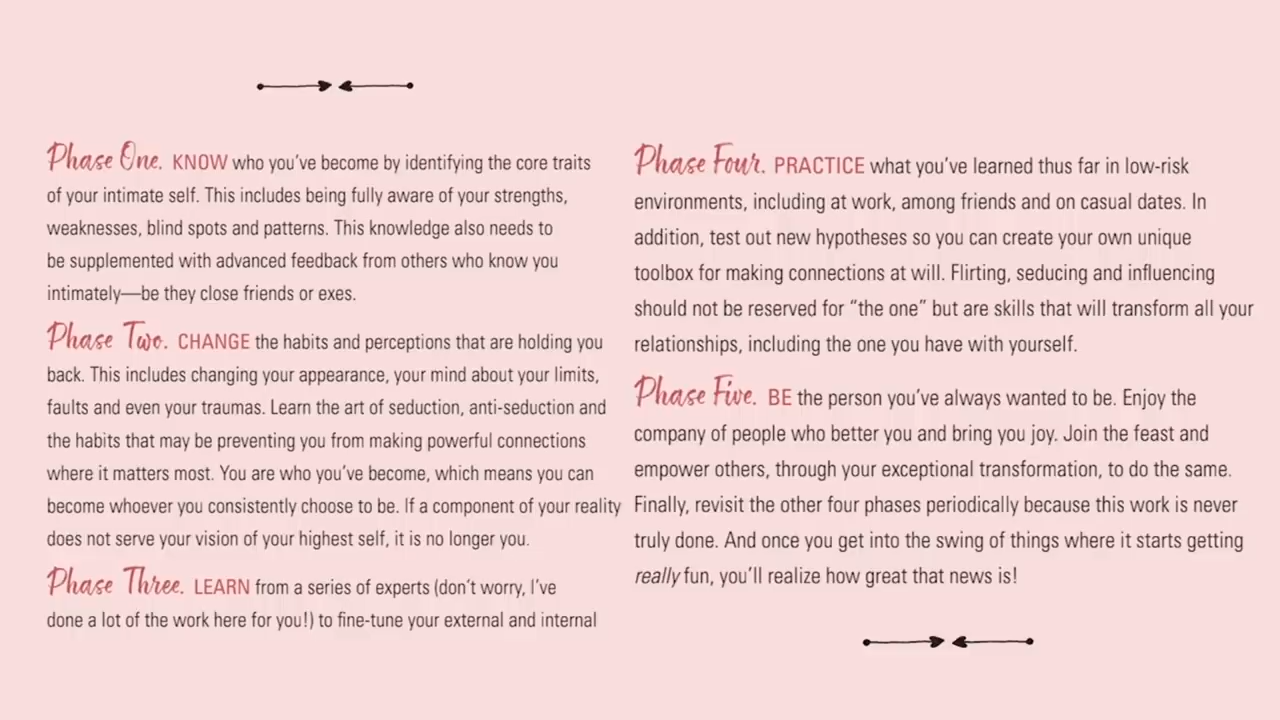 Phase One. KNOW who you've become by identifying the core traits
of your intimate self. This includes being fully aware of your strengths,
weaknesses, blind spots and patterns. This knowledge also needs to
be supplemented with advanced feedback from others who know you
intimately—be they close friends or exes.
Phase Two. CHANGE the habits and perceptions that are holding you
back. This includes changing your appearance, your mind about your limits,
faults and even your traumas. Learn the art of seduction, anti-seduction and
the habits that may be preventing you from making powerful connections
where it matters most. You are who you've become, which means you can
become whoever you consistently choose to be. If a component of your reality
does not serve your vision of your highest self, it is no longer you.
Phase Three. LEARN from a series of experts (don't worry, I've
done a lot of the work here for you!) to fine-tune your external and internal
Phase Four. PRACTICE what you've learned thus far in low-risk
environments, including at work, among friends and on casual dates. In
addition, test out new hypotheses so you can create your own unique
toolbox for making connections at will. Flirting, seducing and influencing
should not be reserved for “the one” but are skills that will transform all your
relationships, including the one you have with yourself.
Phase Five. BE the person you've always wanted to be. Enjoy the
company of people who better you and bring you joy. Join the feast and
empower others, through your exceptional transformation, to do the same.
Finally, revisit the other four phases periodically because this work is never
truly done. And once you get into the swing of things where it starts getting
really fun, you'll realize how great that news is!